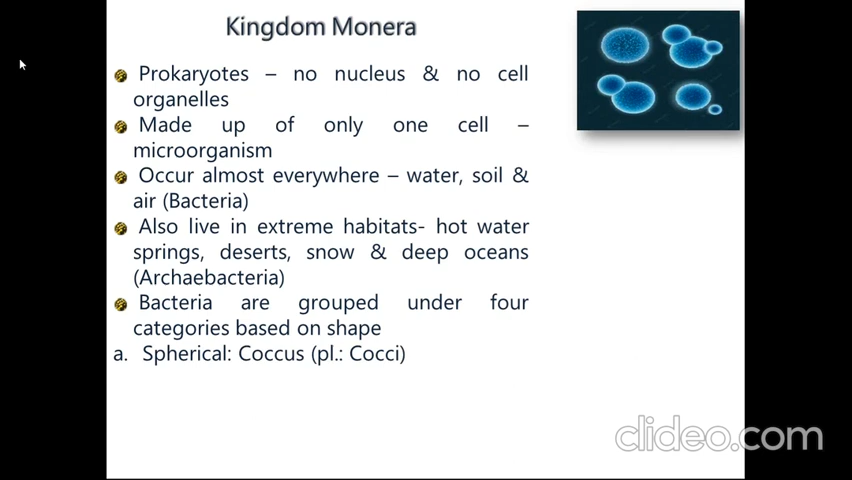 Kingdom Monera
Prokaryotes – no nucleus & no cell
organelles
Made up of only one cell –
microorganism
Occur almost everywhere – water, soil &
air (Bacteria)
Also live in extreme habitats- hot water
springs, deserts, snow & deep oceans
(Archaebacteria)
Bacteria are grouped under four
categories based on shape
a. Spherical: Coccus (pl.: Cocci)
clideo.com